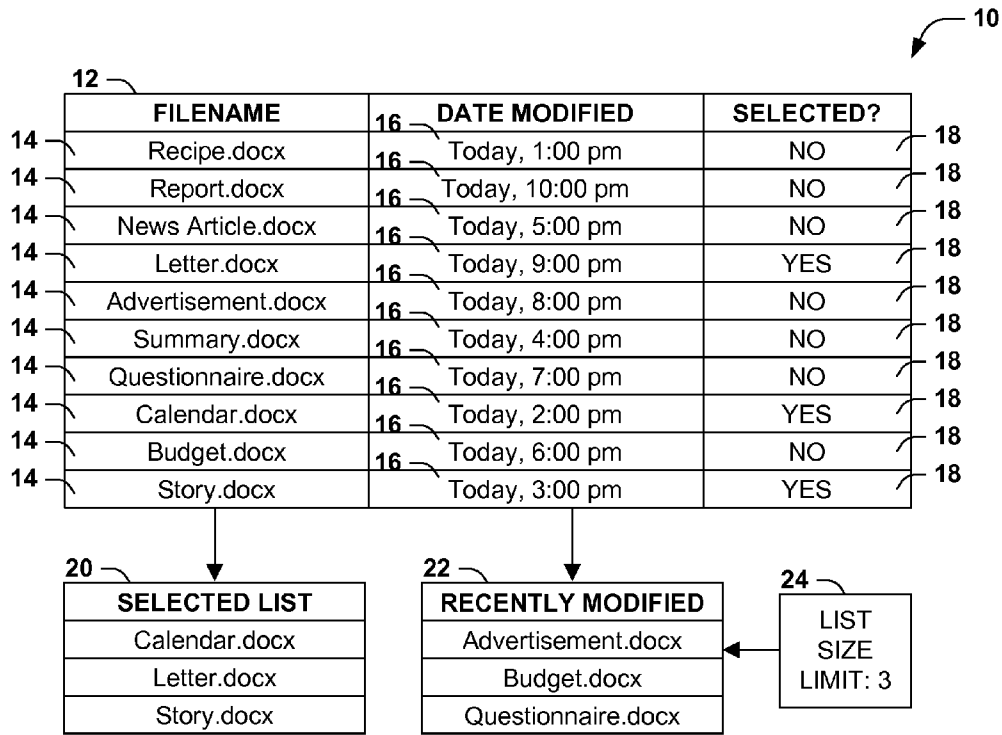 10
12
FILENAME DATE MODIFIED SELECTED?
14 Recipe.docx 16 Today, 1:00 pm NO 18
14 Report.docx 16 Today, 10:00 pm NO 18
14 News Article.docx 16 Today, 5:00 pm NO 18
14 Letter.docx 16 Today, 9:00 pm YES 18
14 Advertisement.docx 16 Today, 8:00 pm NO 18
14 Summary.docx 16 Today, 4:00 pm NO 18
14 Questionnaire.docx 16 Today, 7:00 pm NO 18
14 Calendar.docx 16 Today, 2:00 pm YES 18
14 Budget.docx 16 Today, 6:00 pm NO 18
14 Story.docx 16 Today, 3:00 pm YES 18
20
SELECTED LIST
Calendar.docx
Letter.docx
Story.docx
22
RECENTLY MODIFIED
Advertisement.docx
Budget.docx
Questionnaire.docx
24
LIST
SIZE
LIMIT: 3